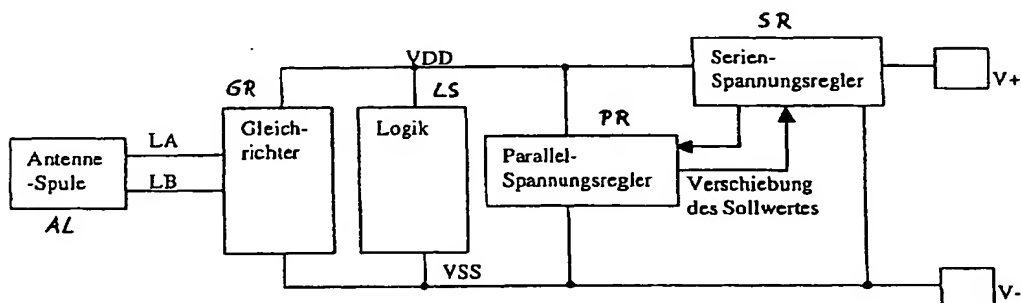 SR
VDD
Serien-
Spannungsregler
V+
GR
LS
PR
Gleich-
richter
Logik
LA
Antenne
-Spule
LB
Parallel-
Spannungsregler
Verschiebung
des Sollwertes
AL
VSS
V-